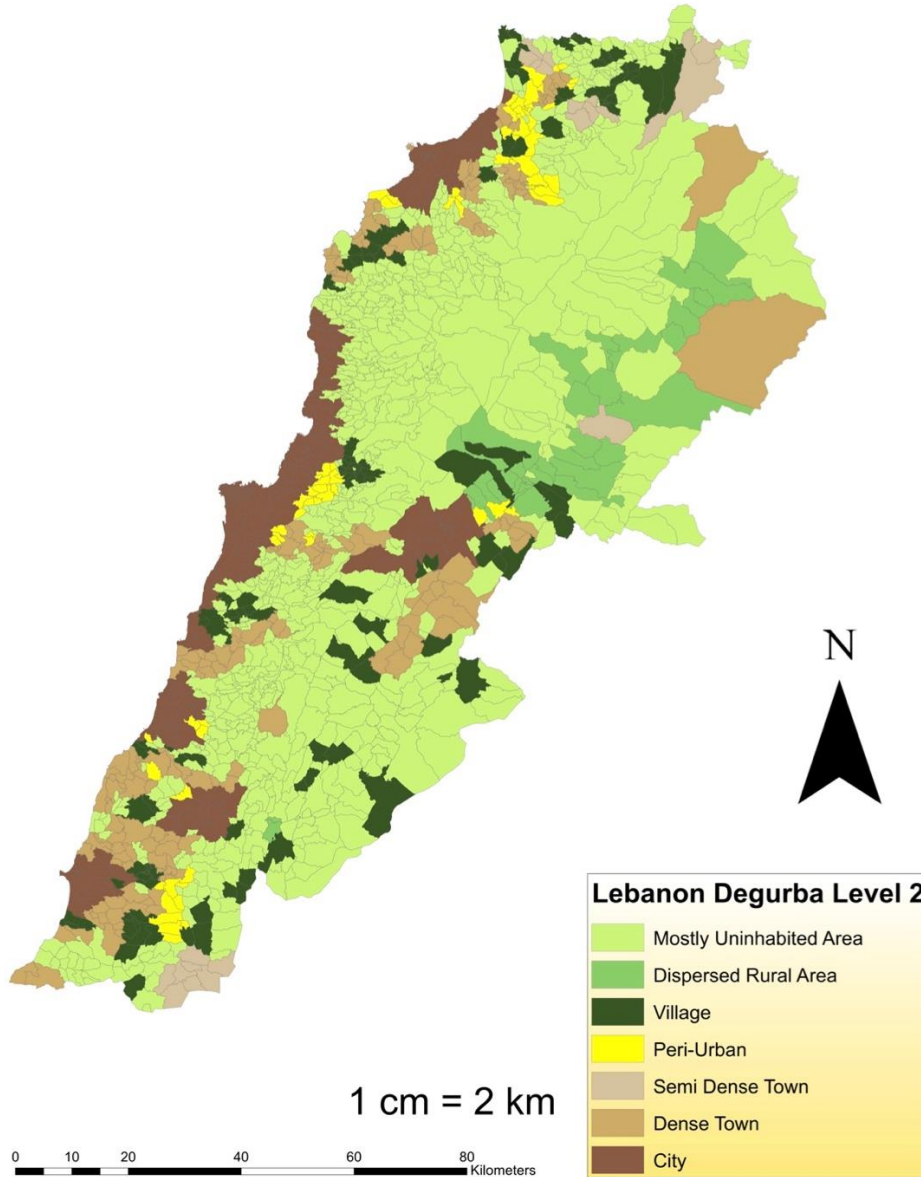 N
Lebanon Degurba Level 2
Mostly Uninhabited Area
Dispersed Rural Area
Village
Peri-Urban
Semi Dense Town
Dense Town
City
1 cm = 2 km
0 10 20 40 60 80
Kilometers